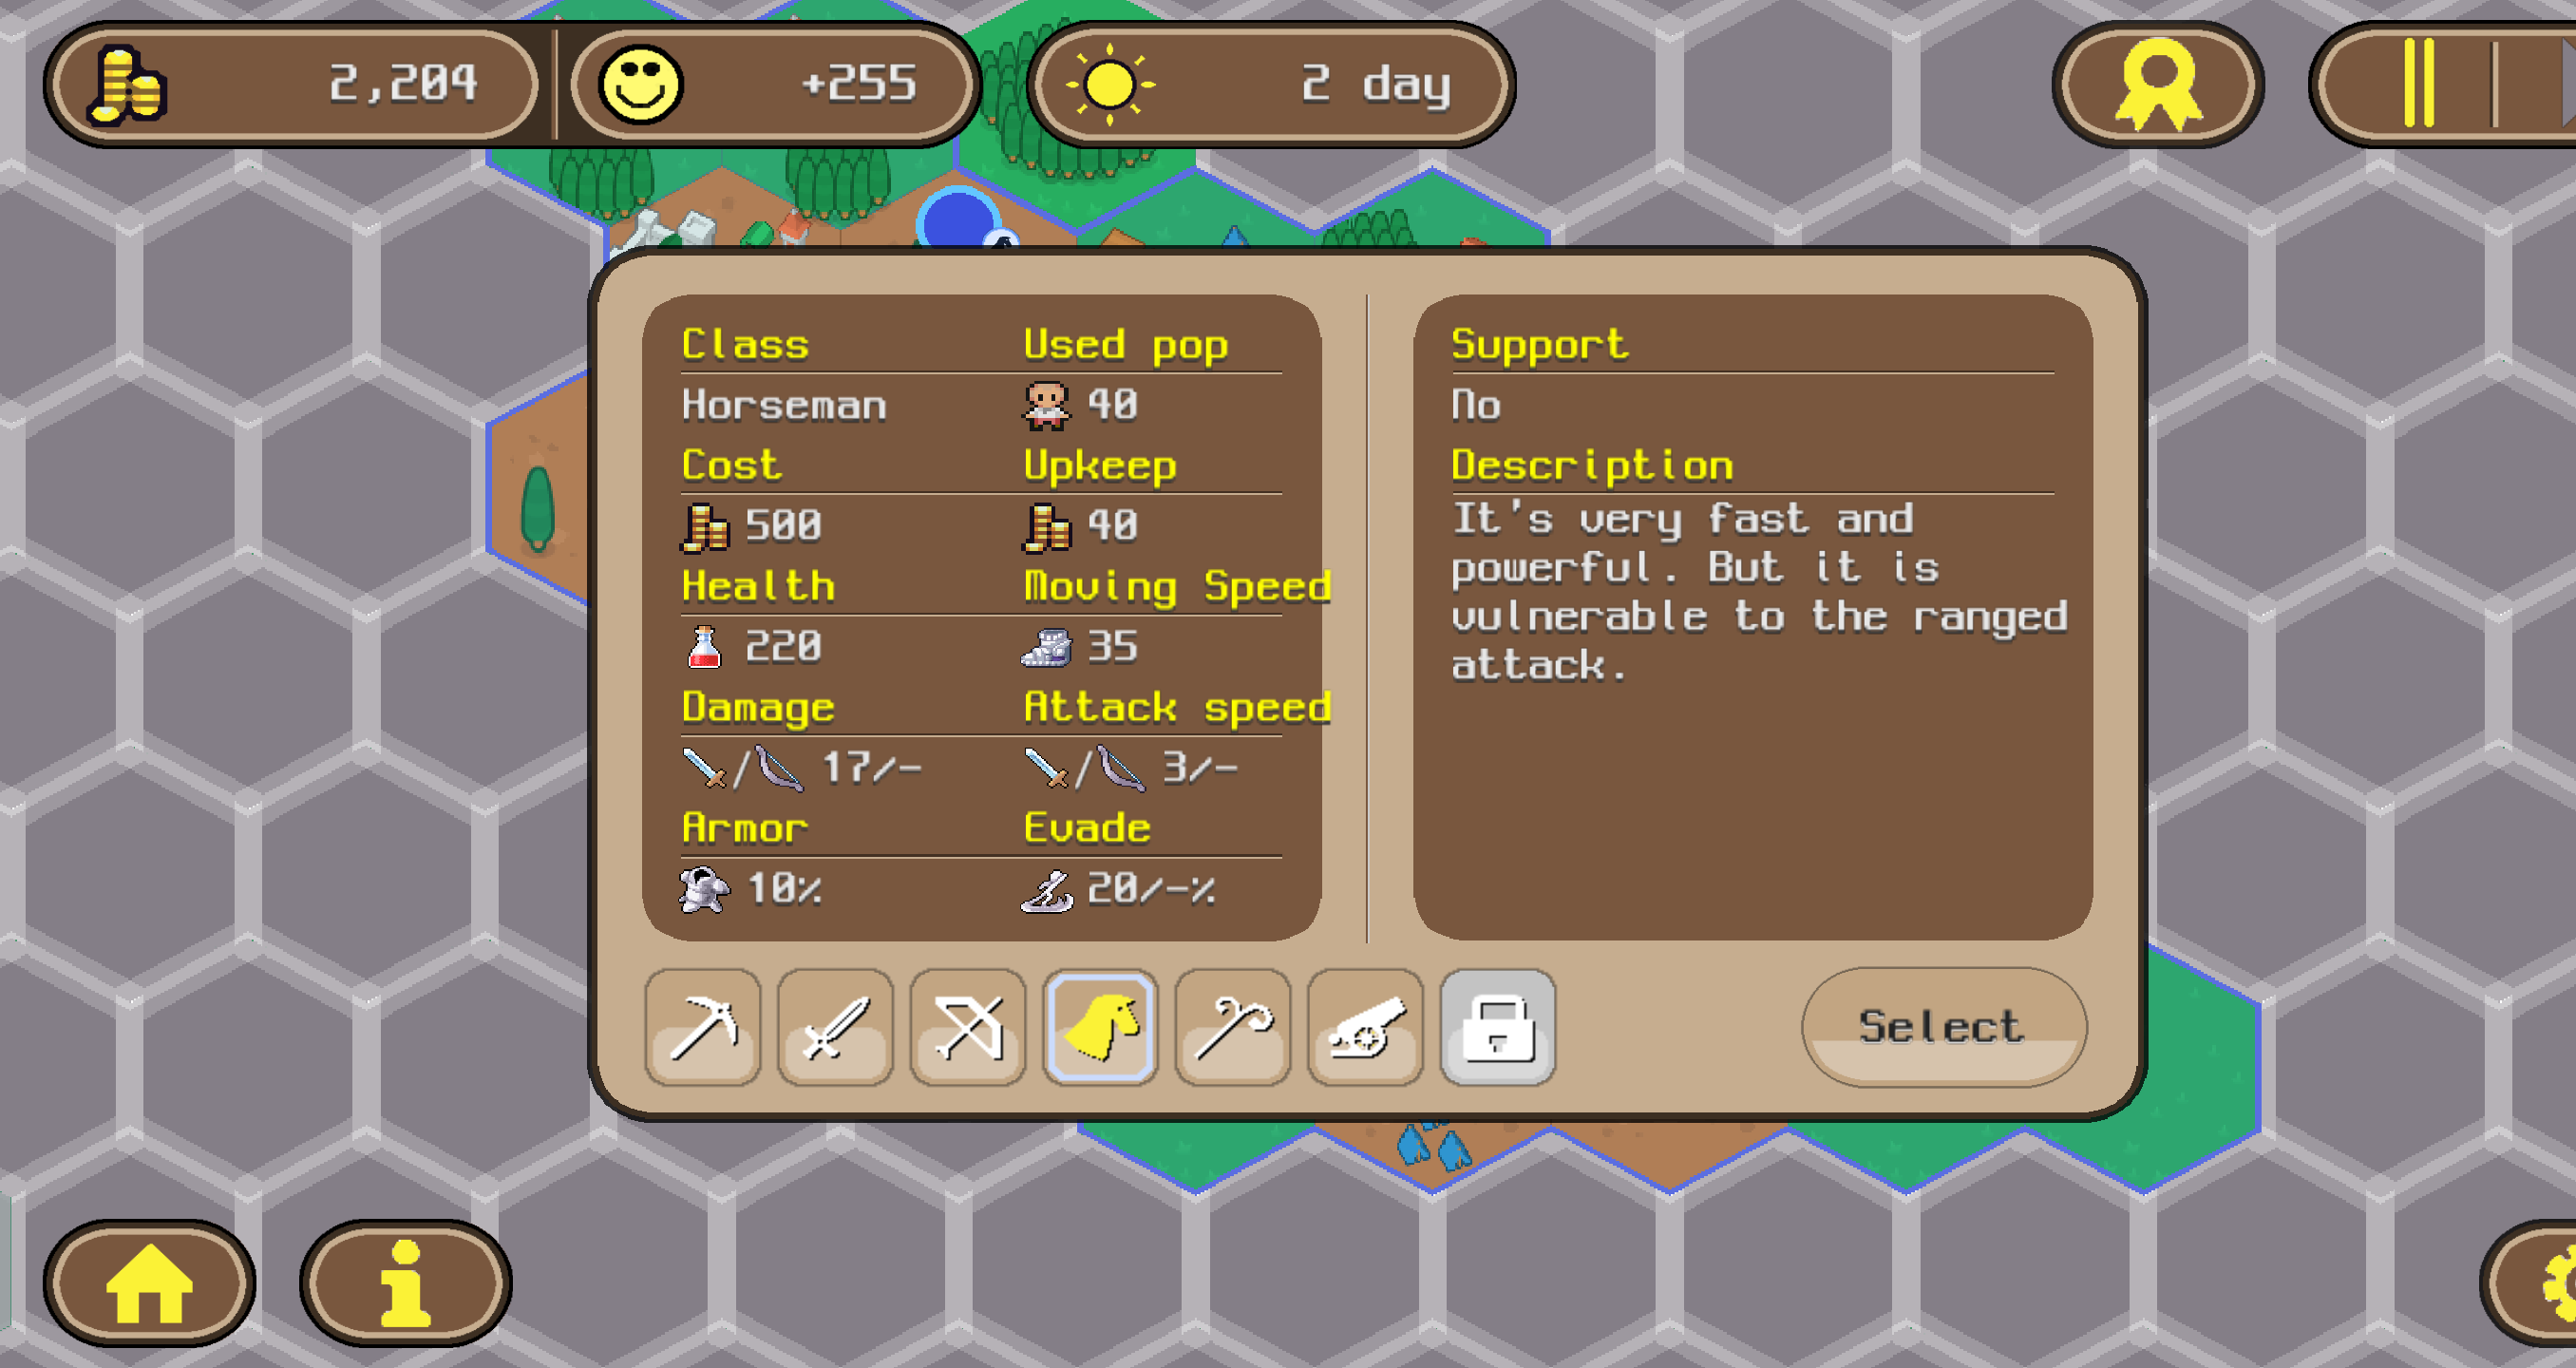 2,204
+255
2 day
Class Used pop
Horseman 40
Cost Upkeep
500 40
Health Moving Speed
220 35
Damage Attack speed
/ 17/- / 3/-
Armor Evade
10% 20/-%
Support
No
Description
It's very fast and
powerful. But it is
vulnerable to the ranged
attack.
Select